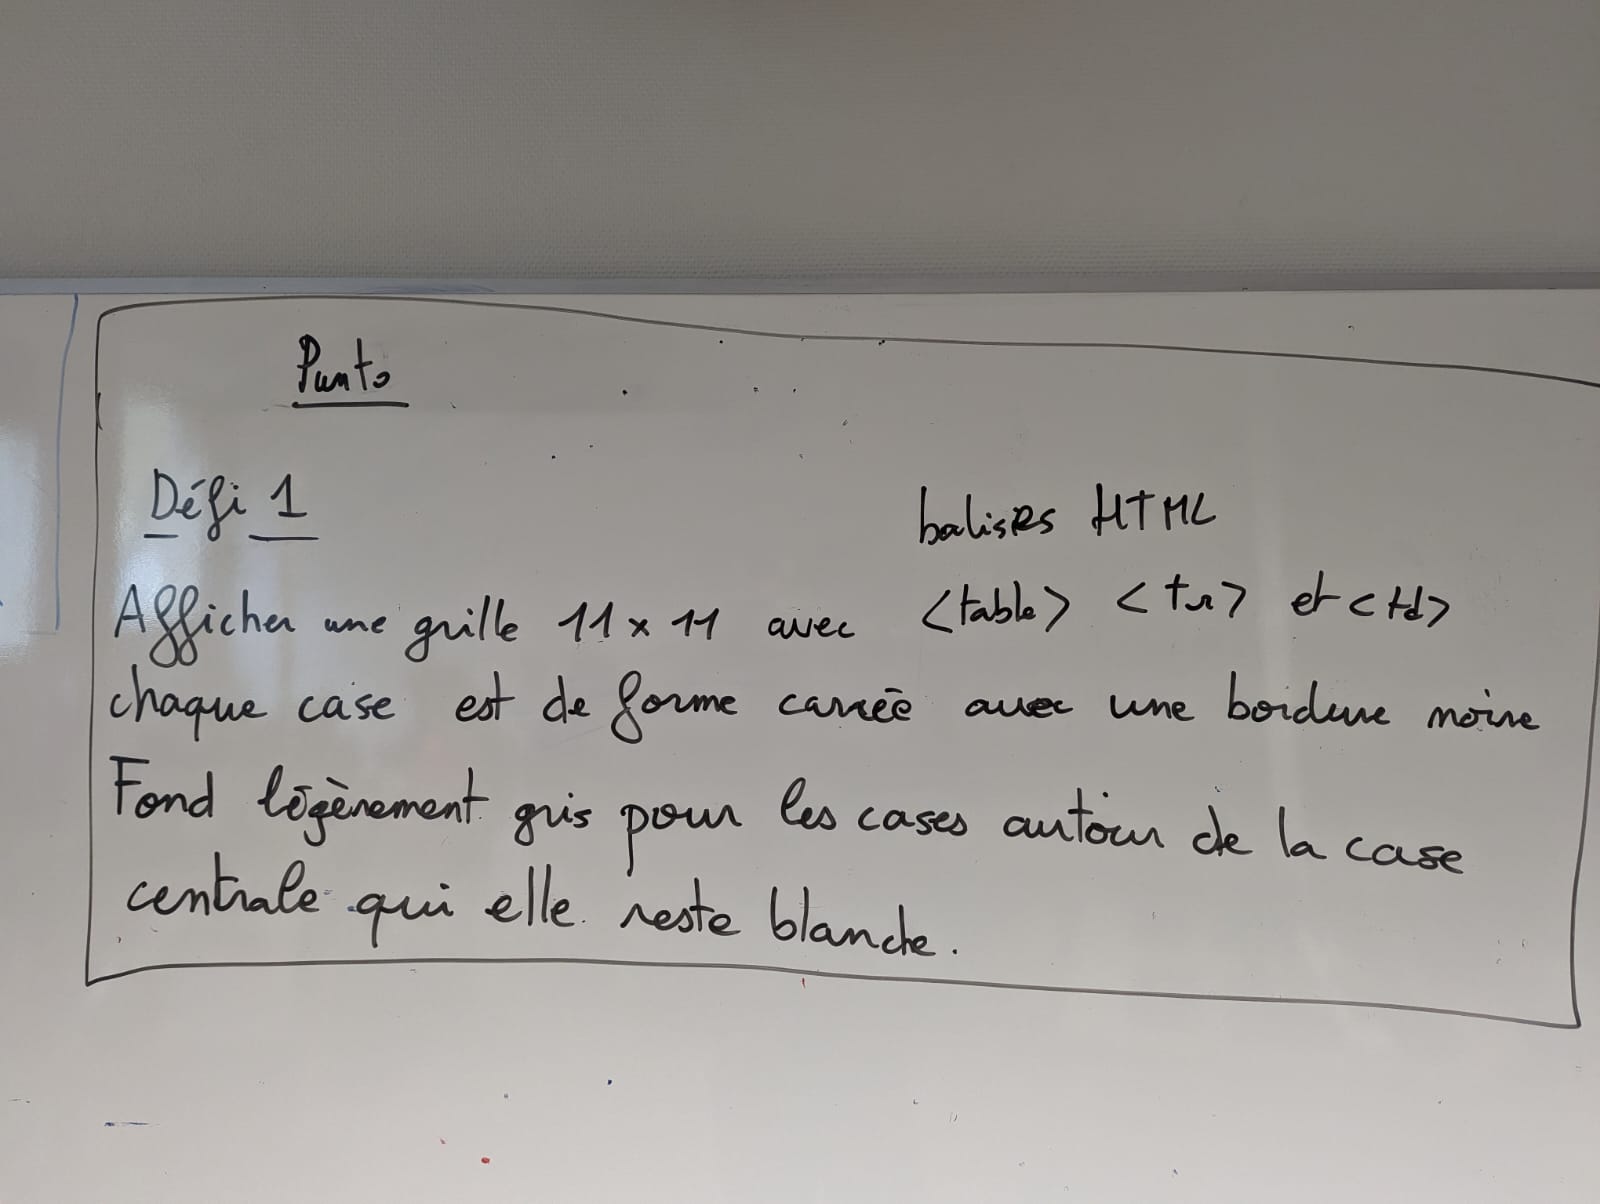 Punto
Défi 1
balises HTML
Afficher une grille 11 x 11 avec <table> <tr> et <td>
chaque case est de forme carrée avec une bordure noire
Fond légèrement gris pour les cases autour de la case
centrale qui elle reste blanche.